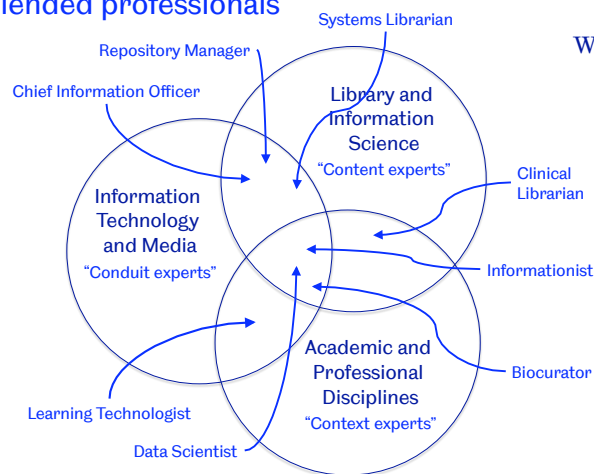 lended professionals
Systems Librarian
W
Repository Manager
Chief Information Officer
Library and
Information
Science
“Content experts”
Clinical
Librarian
Information
Technology
and Media
“Conduit experts”
Informationist
Academic and
Professional
Disciplines
“Context experts”
Biocurator
Learning Technologist
Data Scientist